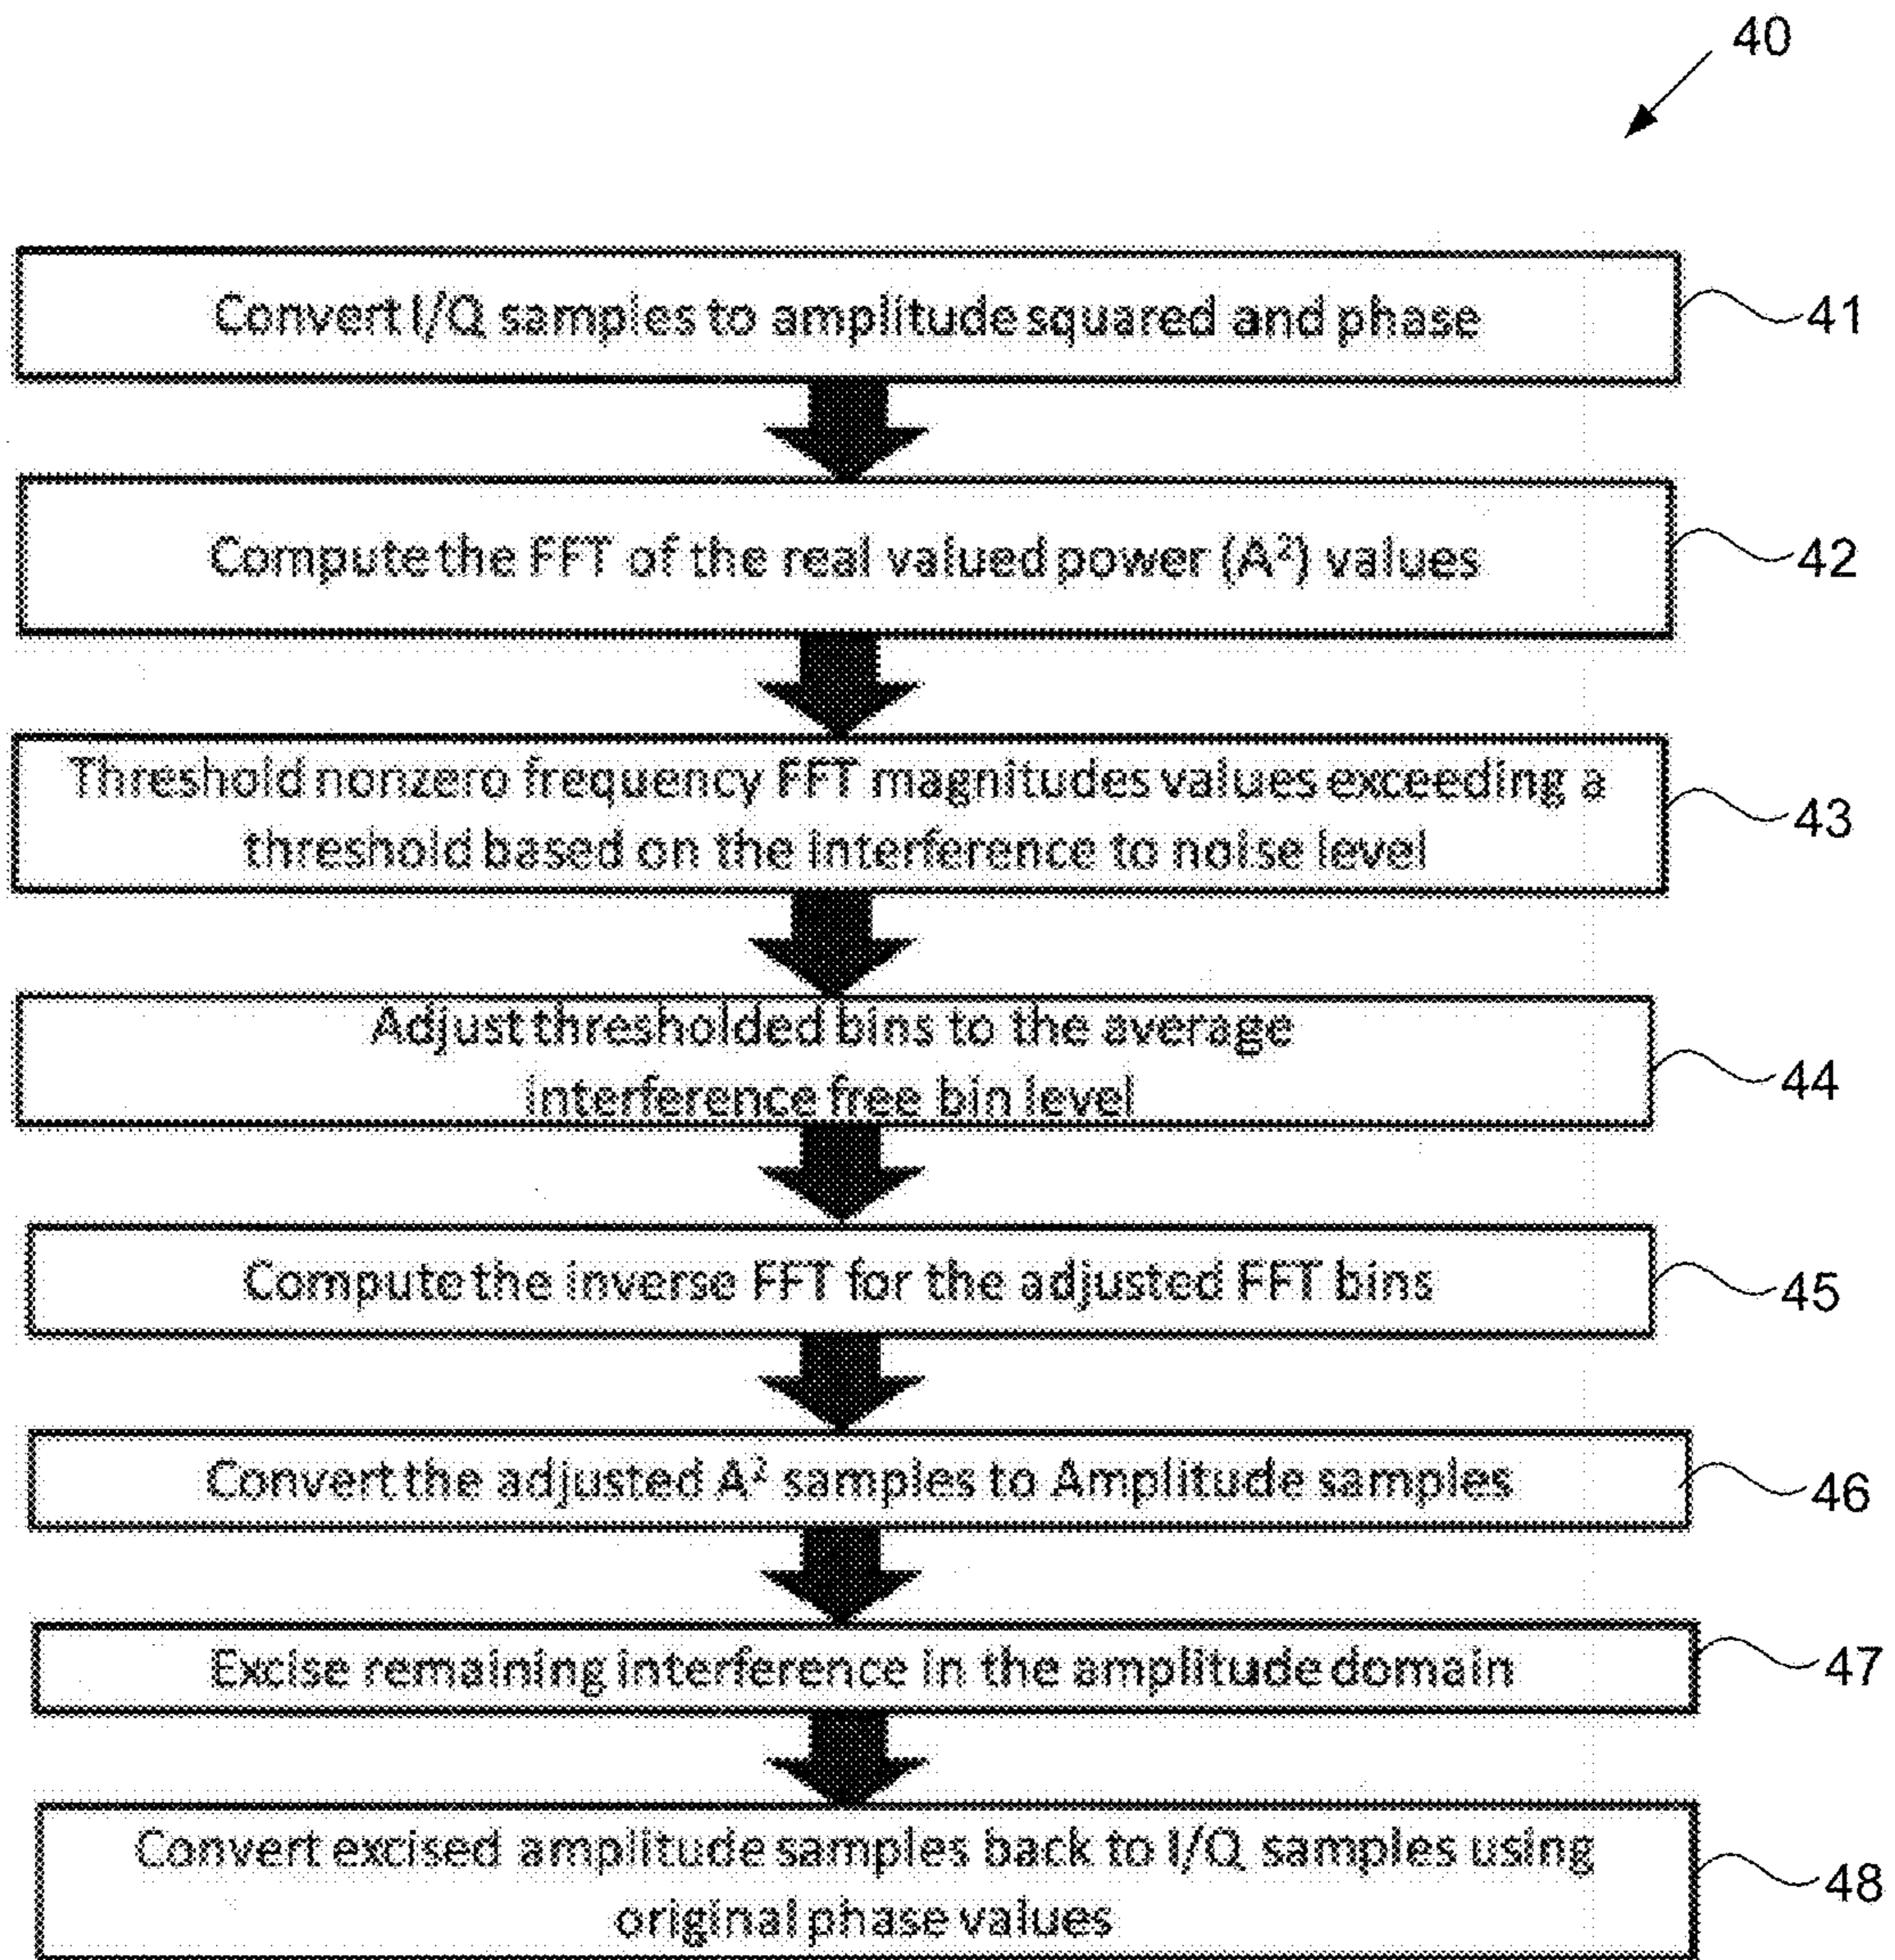 40
Convert I/Q samples to amplitude squared and phase
41
Compute the FFT of the real valued power (A²) values
42
Threshold nonzero frequency FFT magnitudes values exceeding a
threshold based on the interference to noise level
43
Adjust thresholded bins to the average
interference free bin level
44
Compute the inverse FFT for the adjusted FFT bins
45
Convert the adjusted A² samples to Amplitude samples
46
Excise remaining interference in the amplitude domain
47
Convert excised amplitude samples back to I/Q samples using
original phase values
48